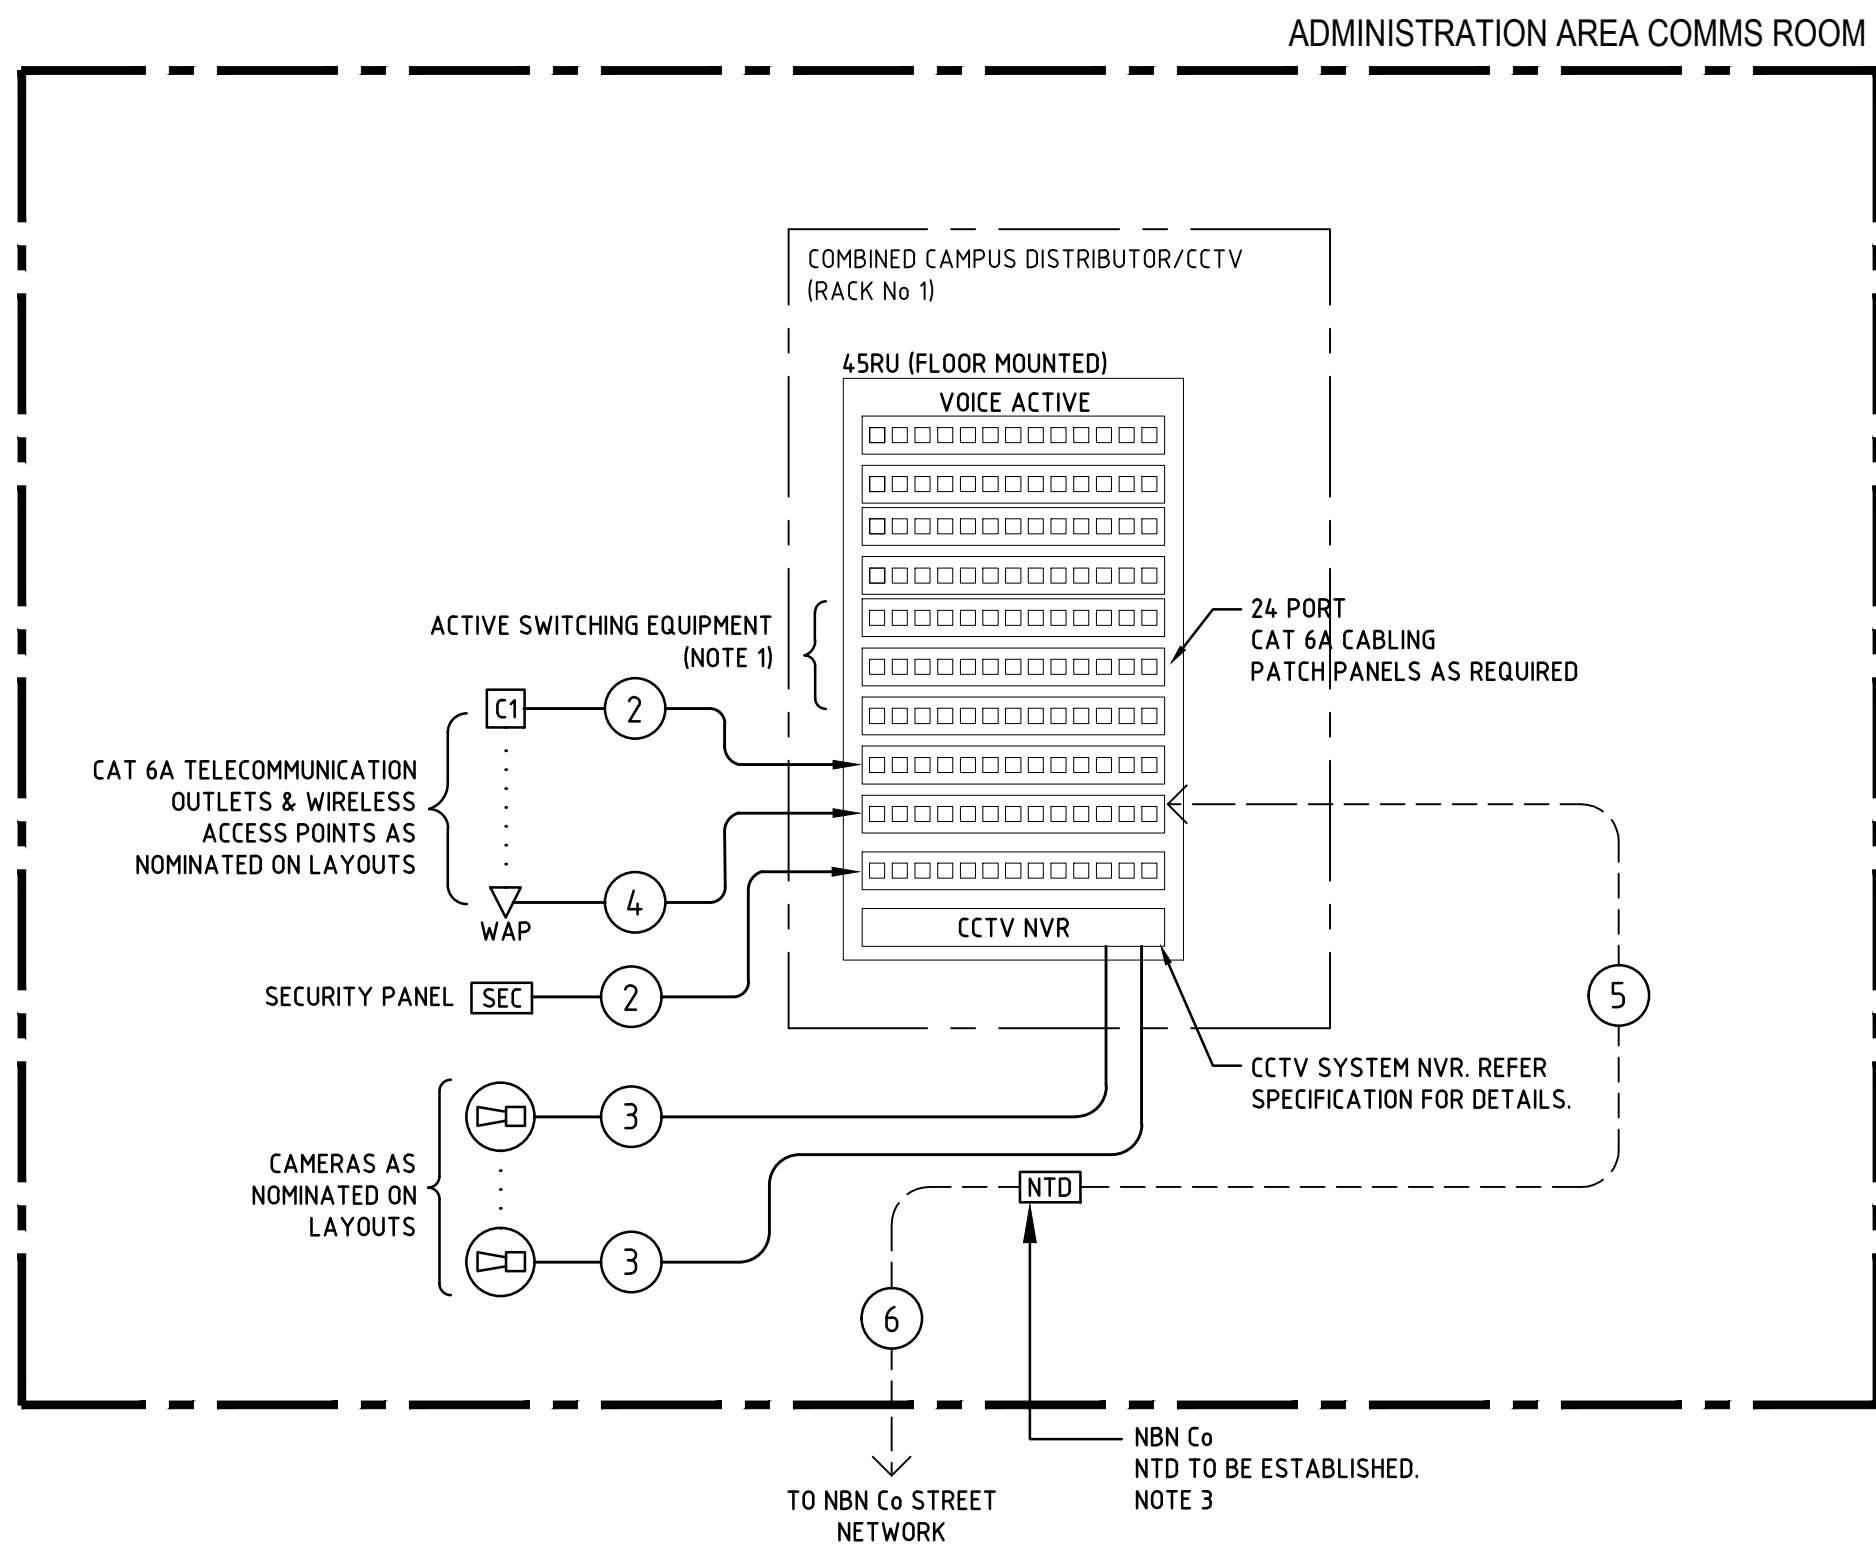 ADMINISTRATION AREA COMMS ROOM
COMBINED CAMPUS DISTRIBUTOR/CCTV
(RACK No 1)
45RU (FLOOR MOUNTED)
VOICE ACTIVE
ACTIVE SWITCHING EQUIPMENT
(NOTE 1)
24 PORT
CAT 6A CABLING
PATCH PANELS AS REQUIRED
C1
2
CAT 6A TELECOMMUNICATION
OUTLETS & WIRELESS
ACCESS POINTS AS
NOMINATED ON LAYOUTS
4
WAP
CCTV NVR
SECURITY PANEL
SEC
2
5
CCTV SYSTEM NVR. REFER
SPECIFICATION FOR DETAILS.
3
CAMERAS AS
NOMINATED ON
LAYOUTS
3
NTD
6
NBN Co
NTD TO BE ESTABLISHED.
NOTE 3
TO NBN Co STREET
NETWORK